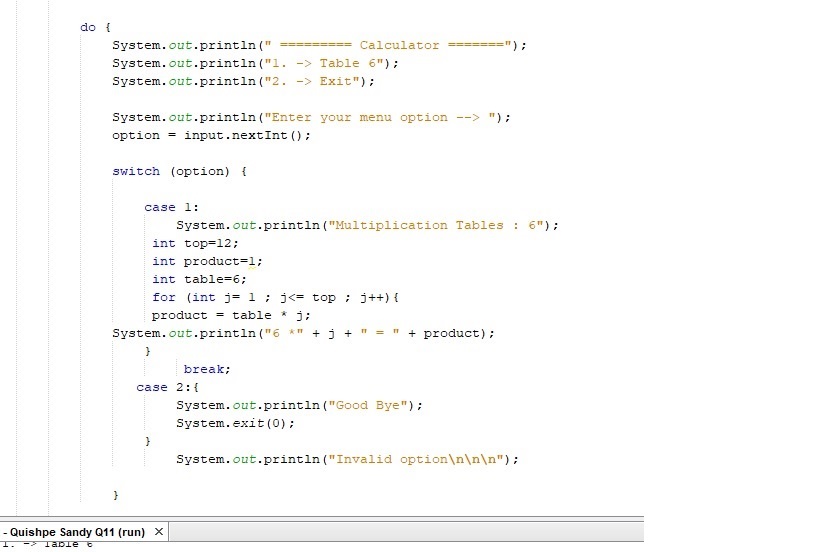 do {
System.out.println(" ========= Calculator =======");
System.out.println("1. -> Table 6");
System.out.println("2. -> Exit");
System.out.println("Enter your menu option --> ");
option = input.nextInt();
switch (option) {
case 1:
System.out.println("Multiplication Tables : 6");
int top=12;
int product=1;
int table=6;
for (int j= 1 ; j<= top ; j++){
product = table * j;
System.out.println("6 *" + j + " = " + product);
}
break;
case 2:{
System.out.println("Good Bye");
System.exit(0);
}
System.out.println("Invalid option\n\n\n");
}
- Quishpe Sandy Q11 (run) ×
1. -> Table 6